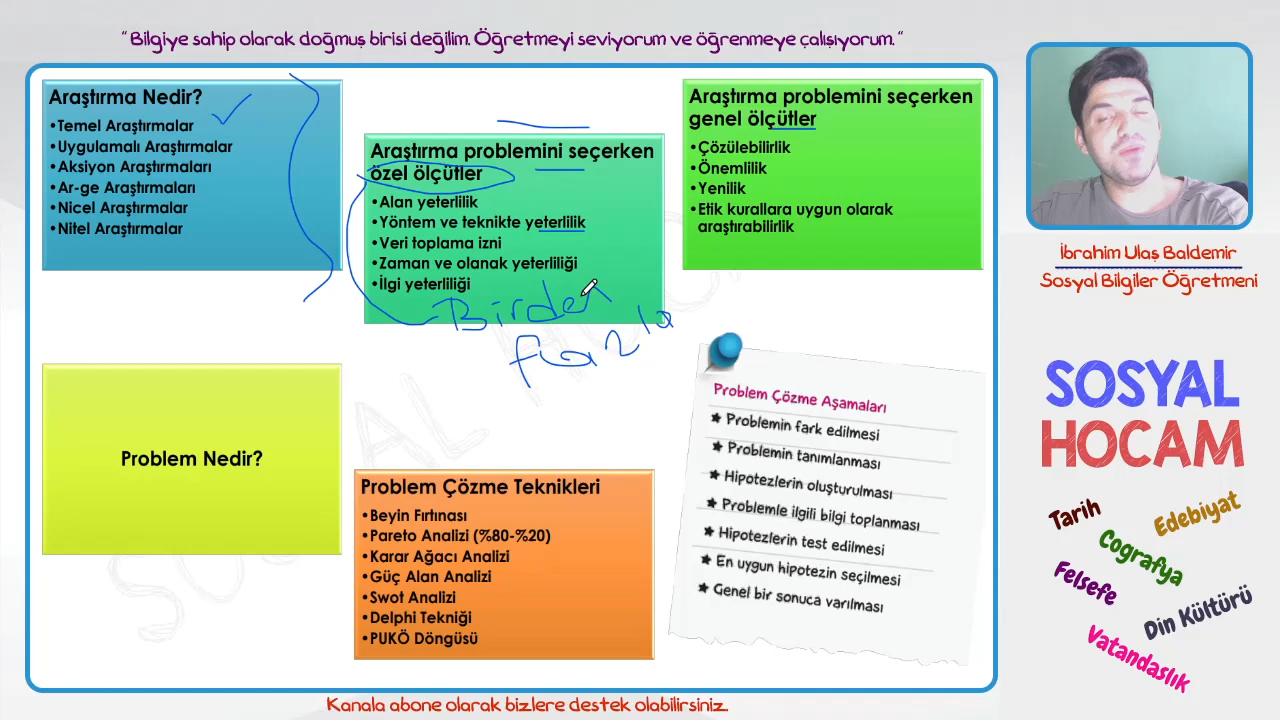 “ Bilgiye sahip olarak doğmuş birisi değilim. Öğretmeyi seviyorum ve öğrenmeye çalışıyorum. “
Araştırma Nedir?
•Temel Araştırmalar
•Uygulamalı Araştırmalar
•Aksiyon Araştırmaları
•Ar-ge Araştırmaları
•Nicel Araştırmalar
•Nitel Araştırmalar
Araştırma problemini seçerken
özel ölçütler
•Alan yeterlilik
•Yöntem ve teknikte yeterlilik
•Veri toplama izni
•Zaman ve olanak yeterliliği
•İlgi yeterliliği
Birden
fazla
Araştırma problemini seçerken
genel ölçütler
•Çözülebilirlik
•Önemlilik
•Yenilik
•Etik kurallara uygun olarak
araştırabilirlik
Problem Nedir?
Problem Çözme Teknikleri
•Beyin Fırtınası
•Pareto Analizi (%80-%20)
•Karar Ağacı Analizi
•Güç Alan Analizi
•Swot Analizi
•Delphi Tekniği
•PUKÖ Döngüsü
Problem Çözme Aşamaları
★ Problemin fark edilmesi
★ Problemin tanımlanması
★ Hipotezlerin oluşturulması
★ Problemle ilgili bilgi toplanması
★ Hipotezlerin test edilmesi
★ En uygun hipotezin seçilmesi
★ Genel bir sonuca varılması
İbrahim Ulaş Baldemir
Sosyal Bilgiler Öğretmeni
SOSYAL
HOCAM
Tarih
Edebiyat
Coğrafya
Felsefe
Din Kültürü
Vatandaşlık
Kanala abone olarak bizlere destek olabilirsiniz.